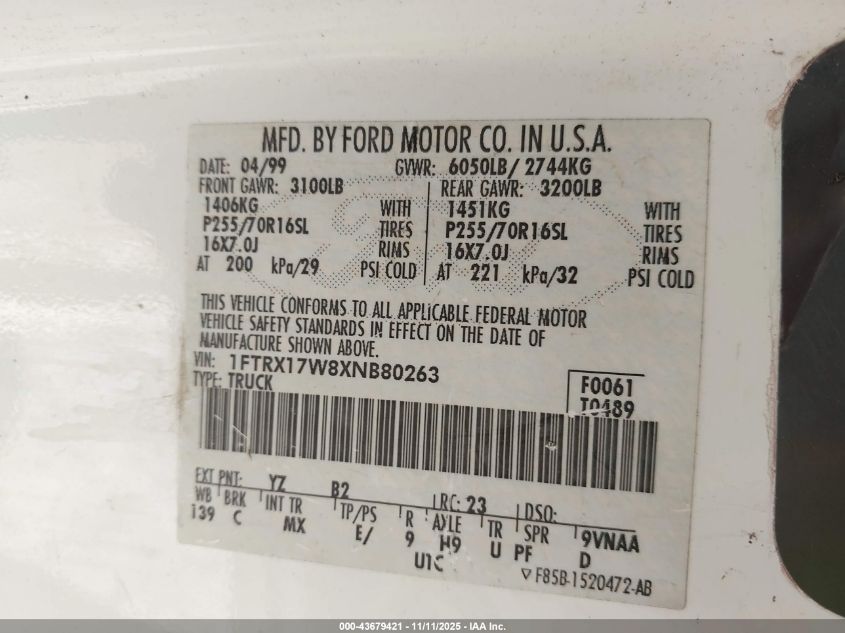 MFD. BY FORD MOTOR CO. IN U.S.A.
DATE: 04/99 GVWR: 6050LB/ 2744KG
FRONT GAWR: 3100LB REAR GAWR: 3200LB
1406KG WITH 1451KG WITH
P255/70R16SL TIRES P255/70R16SL TIRES
16X7.0J RIMS 16X7.0J RIMS
AT 200 kPa/29 PSI COLD AT 221 kPa/32 PSI COLD
THIS VEHICLE CONFORMS TO ALL APPLICABLE FEDERAL MOTOR
VEHICLE SAFETY STANDARDS IN EFFECT ON THE DATE OF
MANUFACTURE SHOWN ABOVE.
VIN: 1FTRX17W8XNB80263
TYPE: TRUCK
F0061
T0489
EXT PNT: YZ B2 RC: 23 DSO:
WB BRK INT TR TP/PS R AXLE TR SPR 9VNAA
139 C MX E/ 9 H9 U PF D
U1C
F85B-1520472-AB
000-43679421 - 11/11/2025 - IAA Inc.